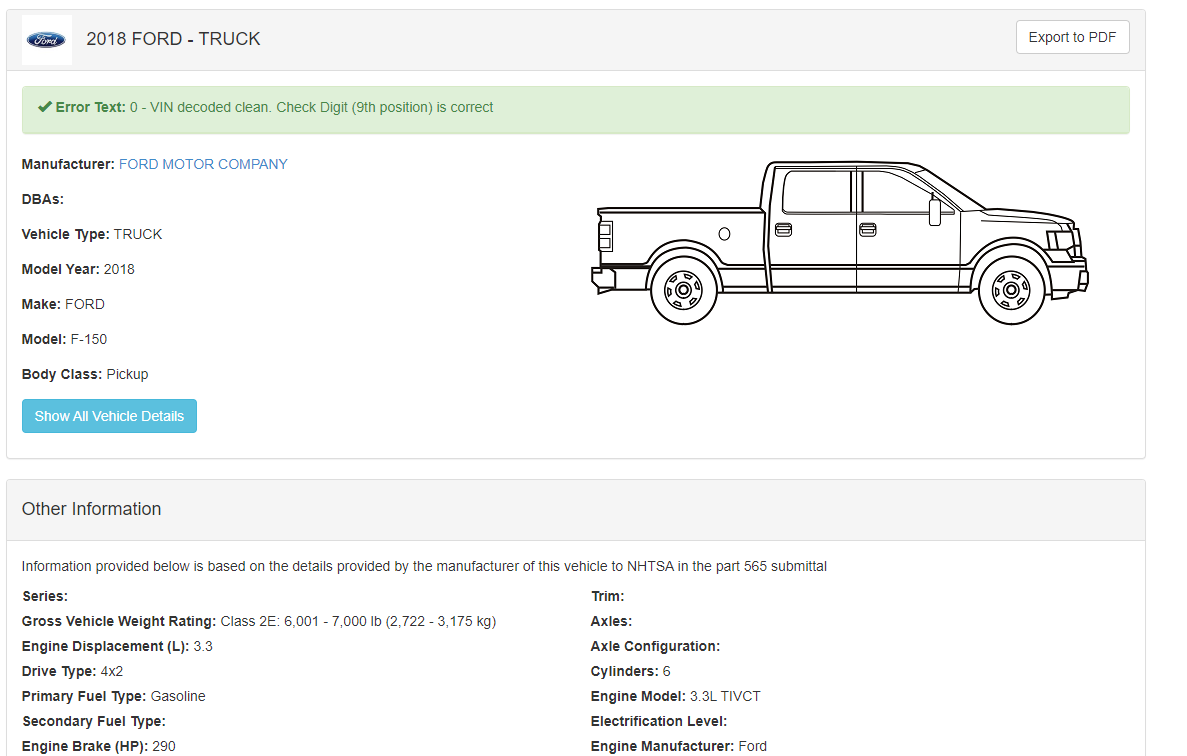 Ford
2018 FORD - TRUCK
Export to PDF
Error Text: 0 - VIN decoded clean. Check Digit (9th position) is correct
Manufacturer: FORD MOTOR COMPANY
DBAs:
Vehicle Type: TRUCK
Model Year: 2018
Make: FORD
Model: F-150
Body Class: Pickup
Show All Vehicle Details
Other Information
Information provided below is based on the details provided by the manufacturer of this vehicle to NHTSA in the part 565 submittal
Series:
Gross Vehicle Weight Rating: Class 2E: 6,001 - 7,000 lb (2,722 - 3,175 kg)
Engine Displacement (L): 3.3
Drive Type: 4x2
Primary Fuel Type: Gasoline
Secondary Fuel Type:
Engine Brake (HP): 290
Trim:
Axles:
Axle Configuration:
Cylinders: 6
Engine Model: 3.3L TIVCT
Electrification Level:
Engine Manufacturer: Ford